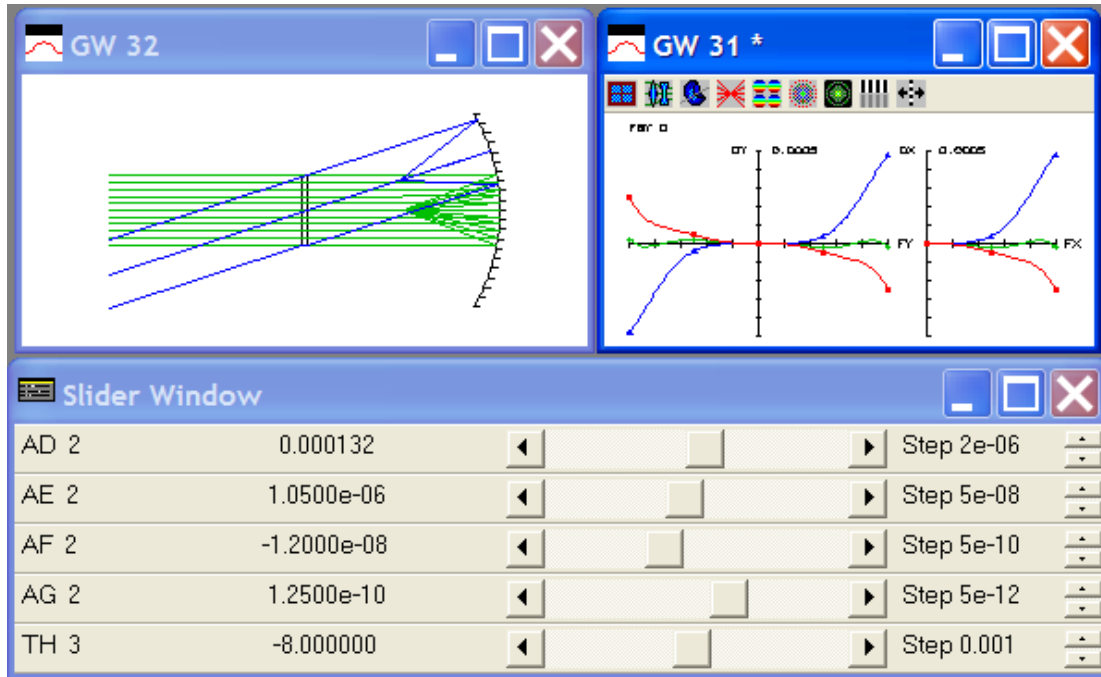 GW 32
GW 31 *
FBY 0
DY 0.0005 DX 0.0005
FY FX
Slider Window
AD 2 0.000132 Step 2e-06
AE 2 1.0500e-06 Step 5e-08
AF 2 -1.2000e-08 Step 5e-10
AG 2 1.2500e-10 Step 5e-12
TH 3 -8.000000 Step 0.001